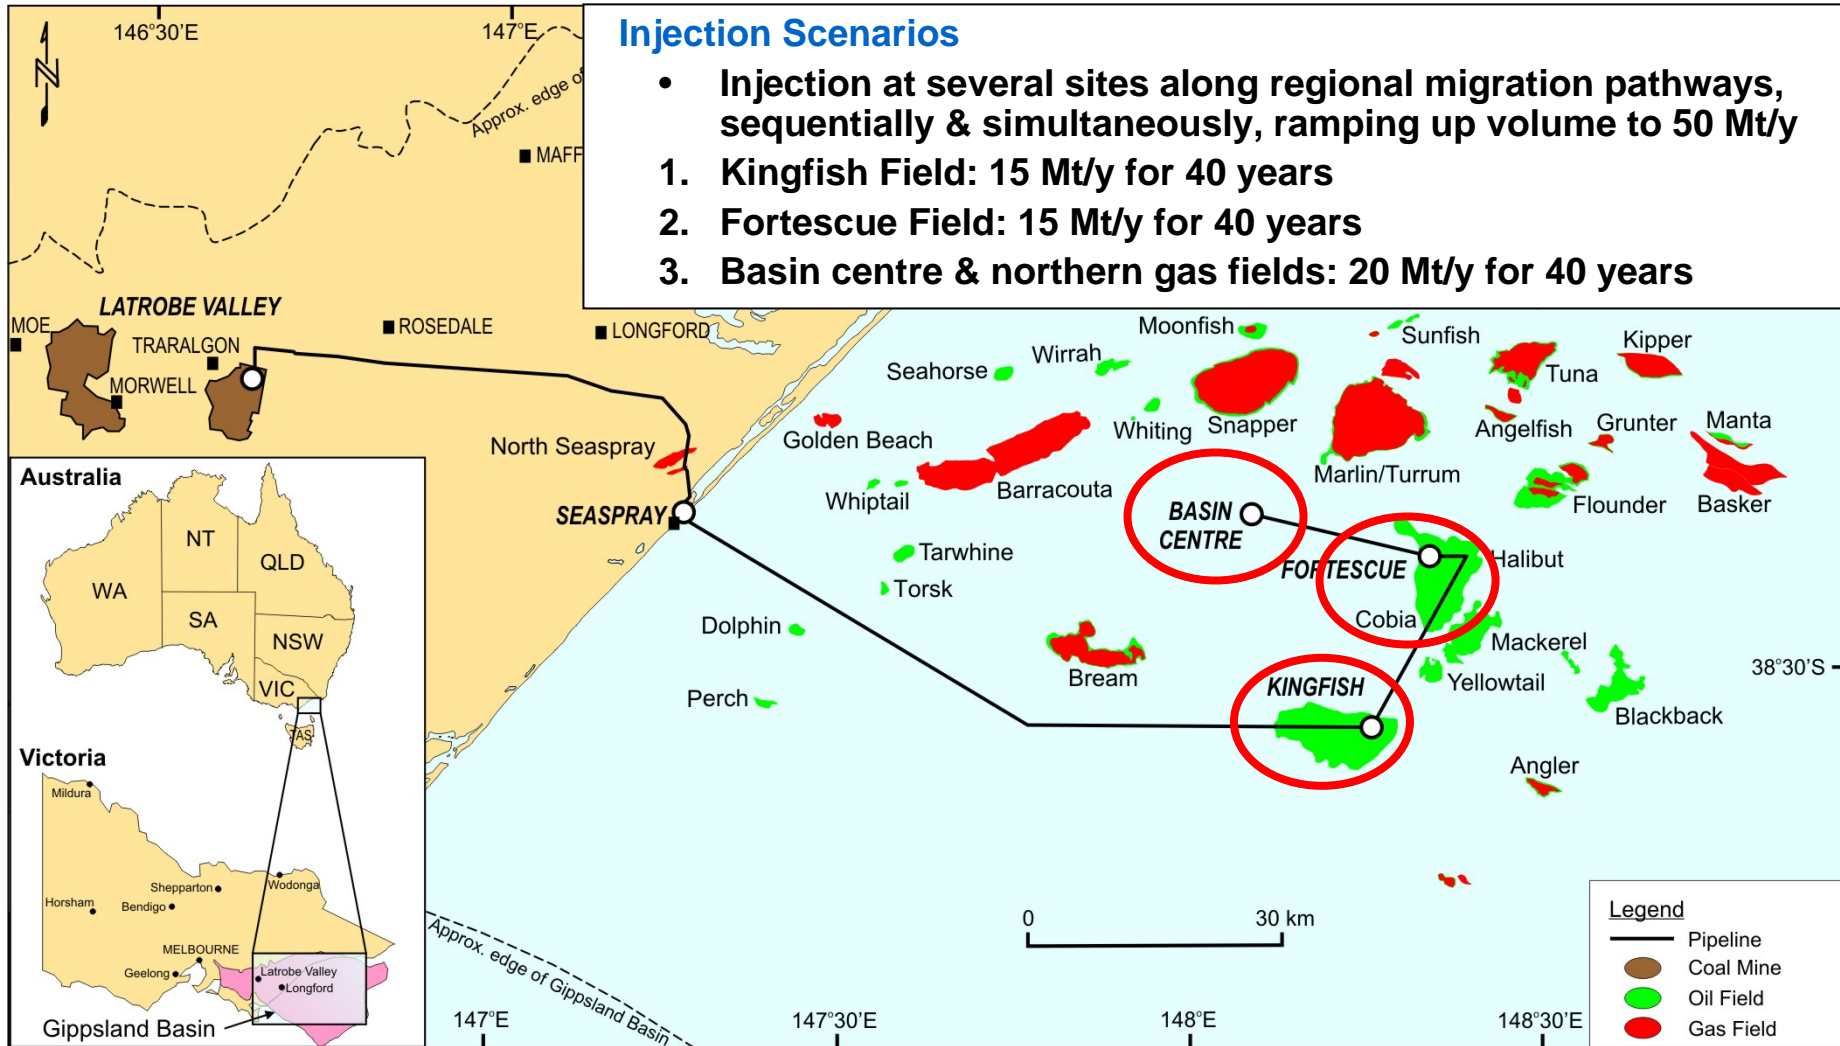 146°30'E
147°E
Injection Scenarios
• Injection at several sites along regional migration pathways,
sequentially & simultaneously, ramping up volume to 50 Mt/y
1. Kingfish Field: 15 Mt/y for 40 years
2. Fortescue Field: 15 Mt/y for 40 years
3. Basin centre & northern gas fields: 20 Mt/y for 40 years
N
Approx. edge of
MAFF
LATROBE VALLEY
MOE
TRARALGON
MORWELL
ROSEDALE
LONGFORD
North Seaspray
SEASPRAY
Moonfish
Sunfish
Kipper
Wirrah
Seahorse
Tuna
Golden Beach
Whiting
Snapper
Angelfish
Grunter
Manta
Marlin/Turrum
Whiptail
Barracouta
Flounder
Basker
BASIN
CENTRE
Tarwhine
FORTESCUE
Halibut
Torsk
Cobia
Dolphin
Mackerel
Bream
KINGFISH
Yellowtail
38°30'S
Perch
Blackback
Angler
Australia
NT
QLD
WA
SA
NSW
VIC
TAS
Victoria
Mildura
Shepparton
Wodonga
Horsham
Bendigo
MELBOURNE
Geelong
Latrobe Valley
Longford
Gippsland Basin
Approx. edge of Gippsland Basin
0
30 km
Legend
Pipeline
Coal Mine
Oil Field
Gas Field
147°E
147°30'E
148°E
148°30'E